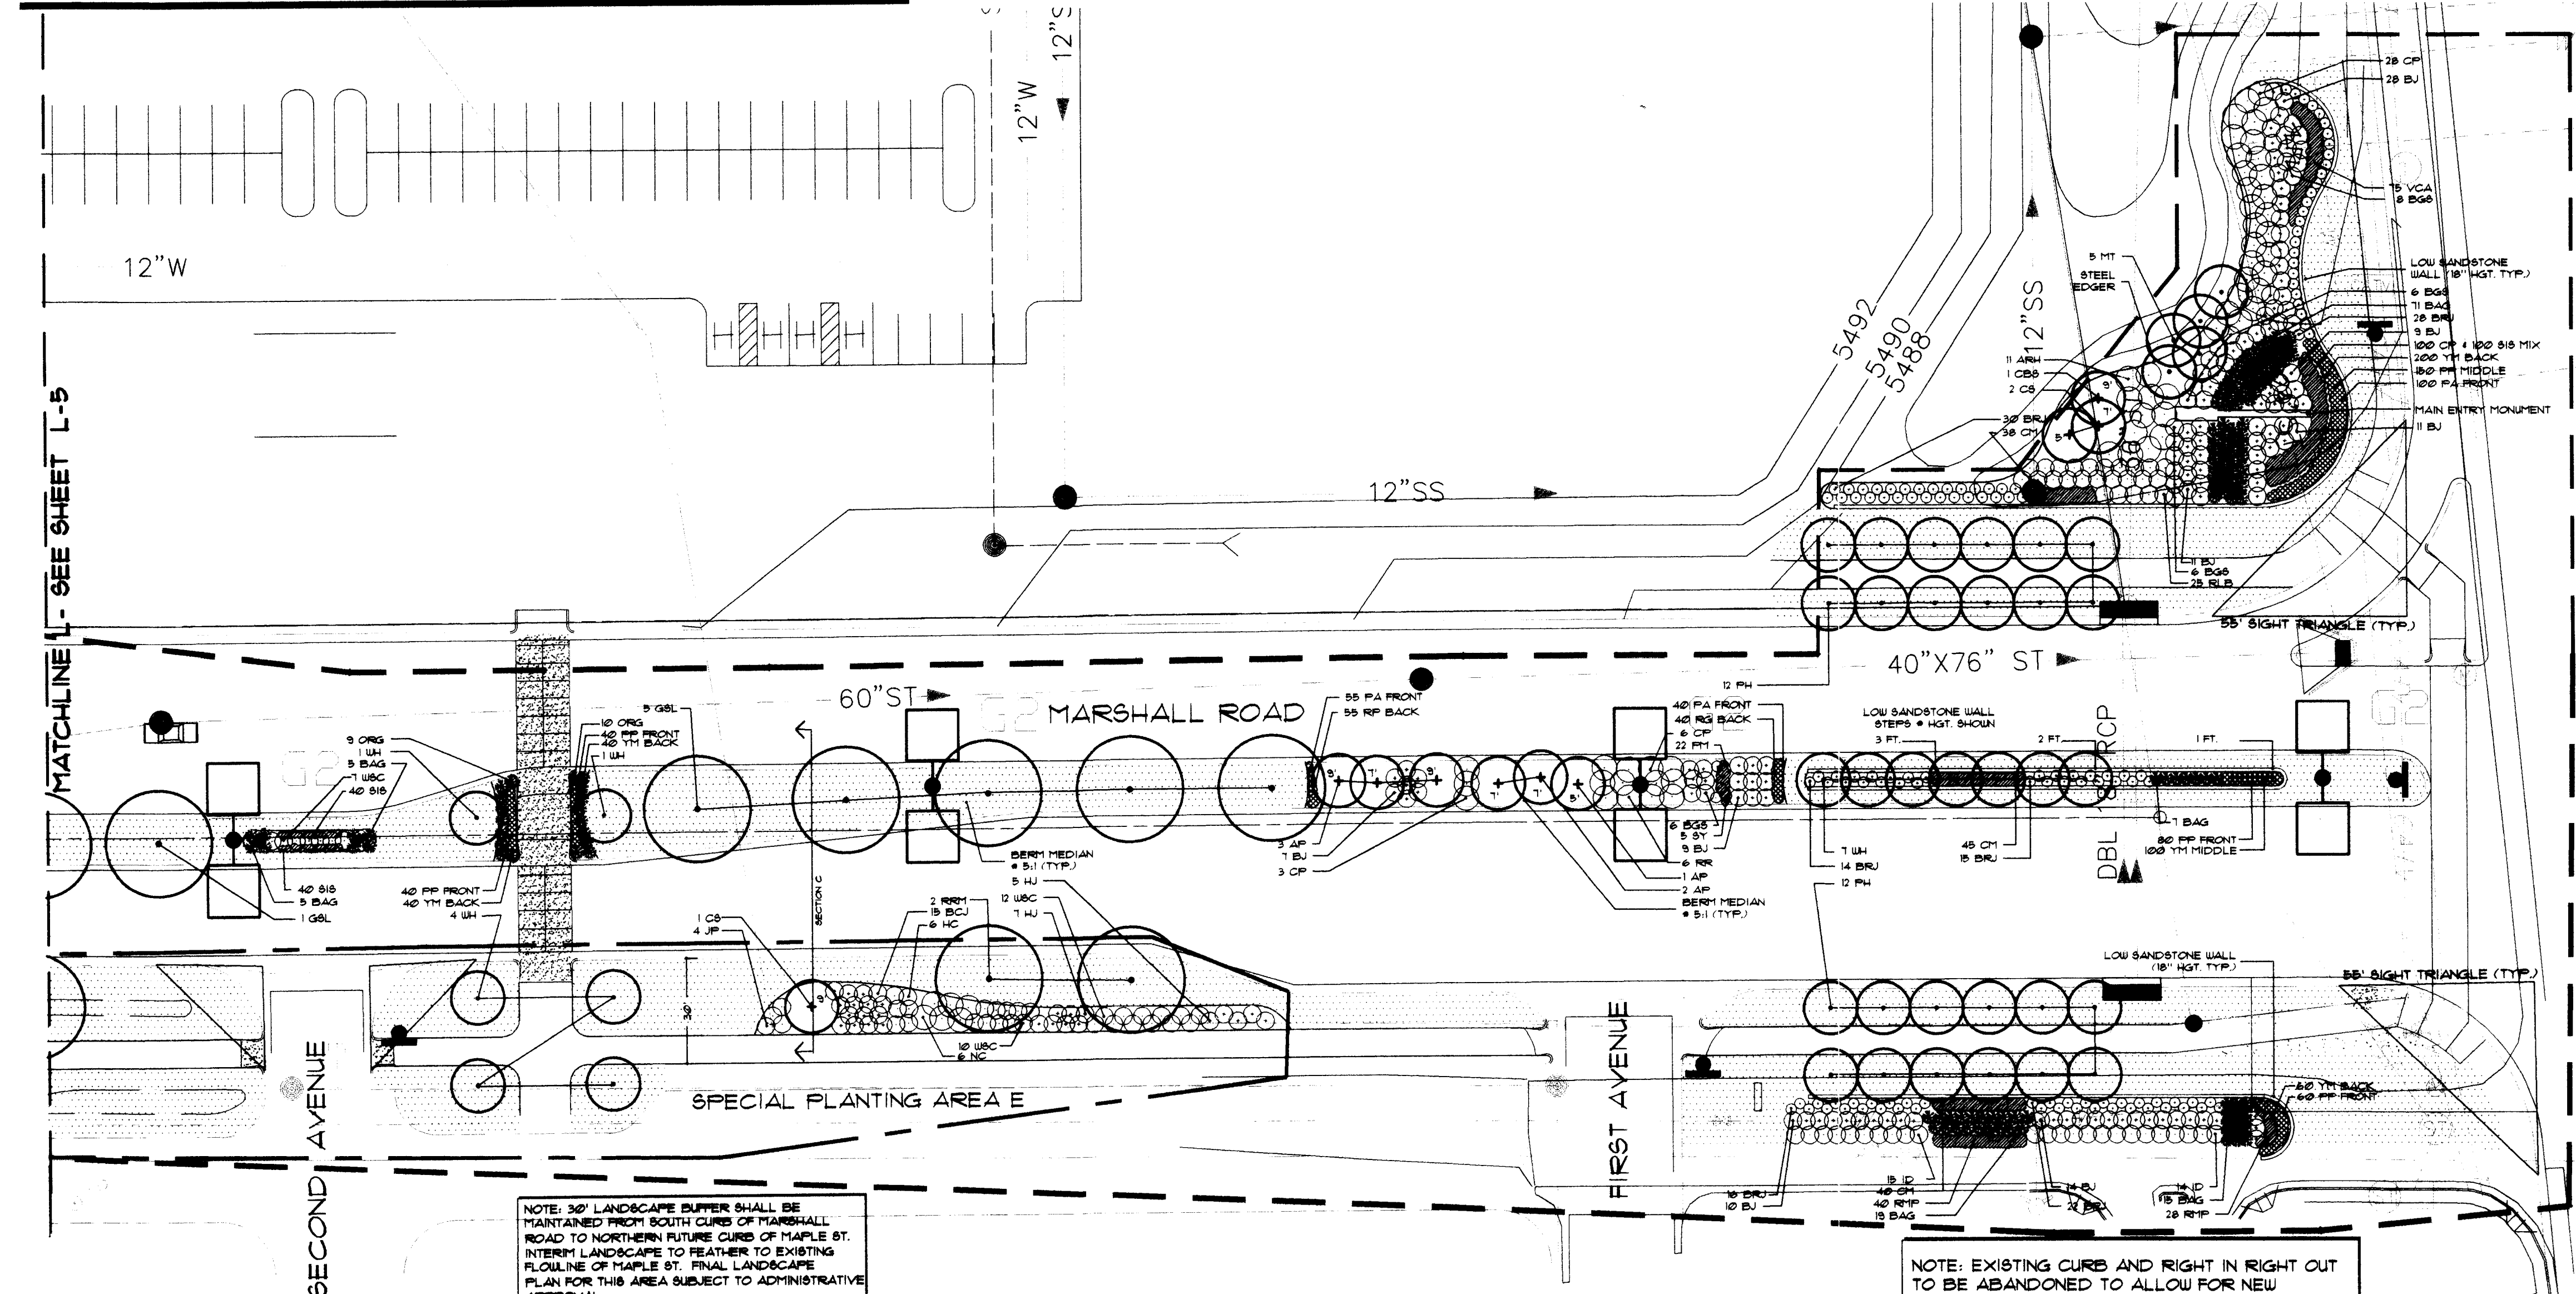 12"W
12"SS
12"W
MATCHLINE L - SEE SHEET L-5
28 CP
28 BJ
75 VCA
8 BGS
5 MT
STEEL
EDGER
LOW SANDSTONE
WALL (18" HGT. TYP.)
6 BGS
71 BAG
28 BRJ
9 BJ
100 CP & 100 SIS MIX
200 YM BACK
150 PP MIDDLE
100 PA FRONT
MAIN ENTRY MONUMENT
11 BJ
12"SS
11 ARH
1 CBS
2 CS
30 BRJ
38 CM
5492
5490
5488
12"SS
11 BJ
6 BGS
25 RLB
55' SIGHT TRIANGLE (TYP.)
40"X76" ST
60"ST
MARSHALL ROAD
12 PH
5 GSL
10 ORG
40 PP FRONT
40 YM BACK
1 WH
9 ORG
1 WH
5 BAG
7 WSC
40 SIS
55 PA FRONT
55 RP BACK
40 PA FRONT
40 RG BACK
6 CP
22 PM
LOW SANDSTONE WALL
STEPS @ HGT. SHOWN
3 FT.
2 FT.
1 FT.
RCP
DBL
40 SIS
5 BAG
1 GSL
40 PP FRONT
40 YM BACK
4 WH
BERM MEDIAN
@ 5:1 (TYP.)
3 AP
7 BJ
3 CP
6 BGS
5 SY
9 BJ
6 RR
1 AP
2 AP
BERM MEDIAN
@ 5:1 (TYP.)
7 WH
14 BRJ
12 PH
45 CM
15 BRJ
7 BAG
80 PP FRONT
100 YM MIDDLE
SECTION C
5 HJ
12 WSC
7 HJ
2 RRM
15 BCJ
6 HC
1 CS
4 JP
10 WSC
6 NC
30'
LOW SANDSTONE WALL
(18" HGT. TYP.)
55' SIGHT TRIANGLE (TYP.)
SPECIAL PLANTING AREA E
SECOND AVENUE
FIRST AVENUE
60 YM BACK
60 PP FRONT
16 BRJ
10 BJ
15 ID
40 CM
40 RMP
15 BAG
14 BJ
22 BRJ
14 ID
15 BAG
28 RMP
NOTE: 30' LANDSCAPE BUFFER SHALL BE
MAINTAINED FROM SOUTH CURB OF MARSHALL
ROAD TO NORTHERN FUTURE CURB OF MAPLE ST.
INTERIM LANDSCAPE TO FEATHER TO EXISTING
FLOWLINE OF MAPLE ST. FINAL LANDSCAPE
PLAN FOR THIS AREA SUBJECT TO ADMINISTRATIVE
NOTE: EXISTING CURB AND RIGHT IN RIGHT OUT
TO BE ABANDONED TO ALLOW FOR NEW